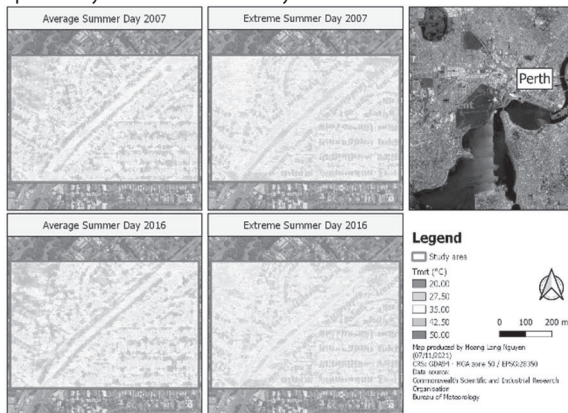 Average Summer Day 2007
Extreme Summer Day 2007
Perth
Average Summer Day 2016
Extreme Summer Day 2016
Legend
Study area
Tmrt (°C)
20.00
27.50
35.00
42.50
50.00
0 100 200 m
Map produced by Hoang Long Nguyen
(07/11/2021)
CRS: GDA94 - MGA zone 50 / EPSG:28350
Data source:
Commonwealth Scientific and Industrial Research
Organisation
Bureau of Meteorology